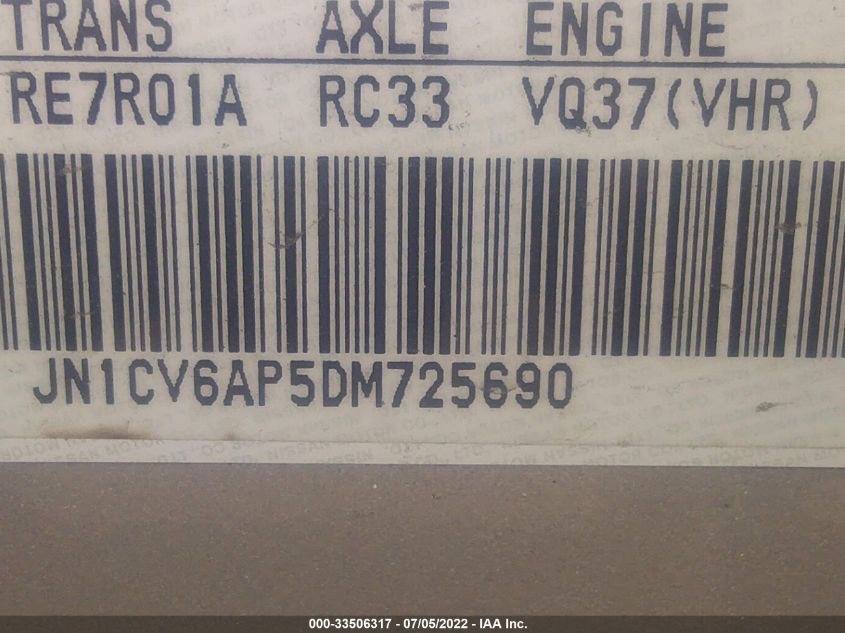 TRANS AXLE ENGINE
RE7R01A RC33 VQ37(VHR)
JN1CV6AP5DM725690
000-33506317 - 07/05/2022 - IAA Inc.